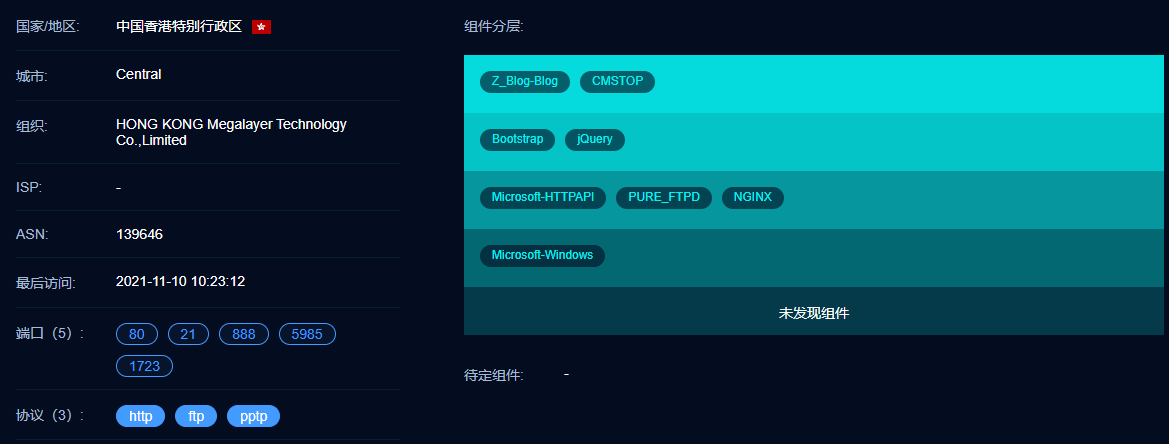 国家/地区: 中国香港特别行政区
城市: Central
组织: HONG KONG Megalayer Technology
Co.,Limited
ISP: -
ASN: 139646
最后访问: 2021-11-10 10:23:12
端口（5）: 80 21 888 5985
1723
协议（3）: http ftp pptp
组件分层:
Z_Blog-Blog CMSTOP
Bootstrap jQuery
Microsoft-HTTPAPI PURE_FTPD NGINX
Microsoft-Windows
未发现组件
待定组件: -